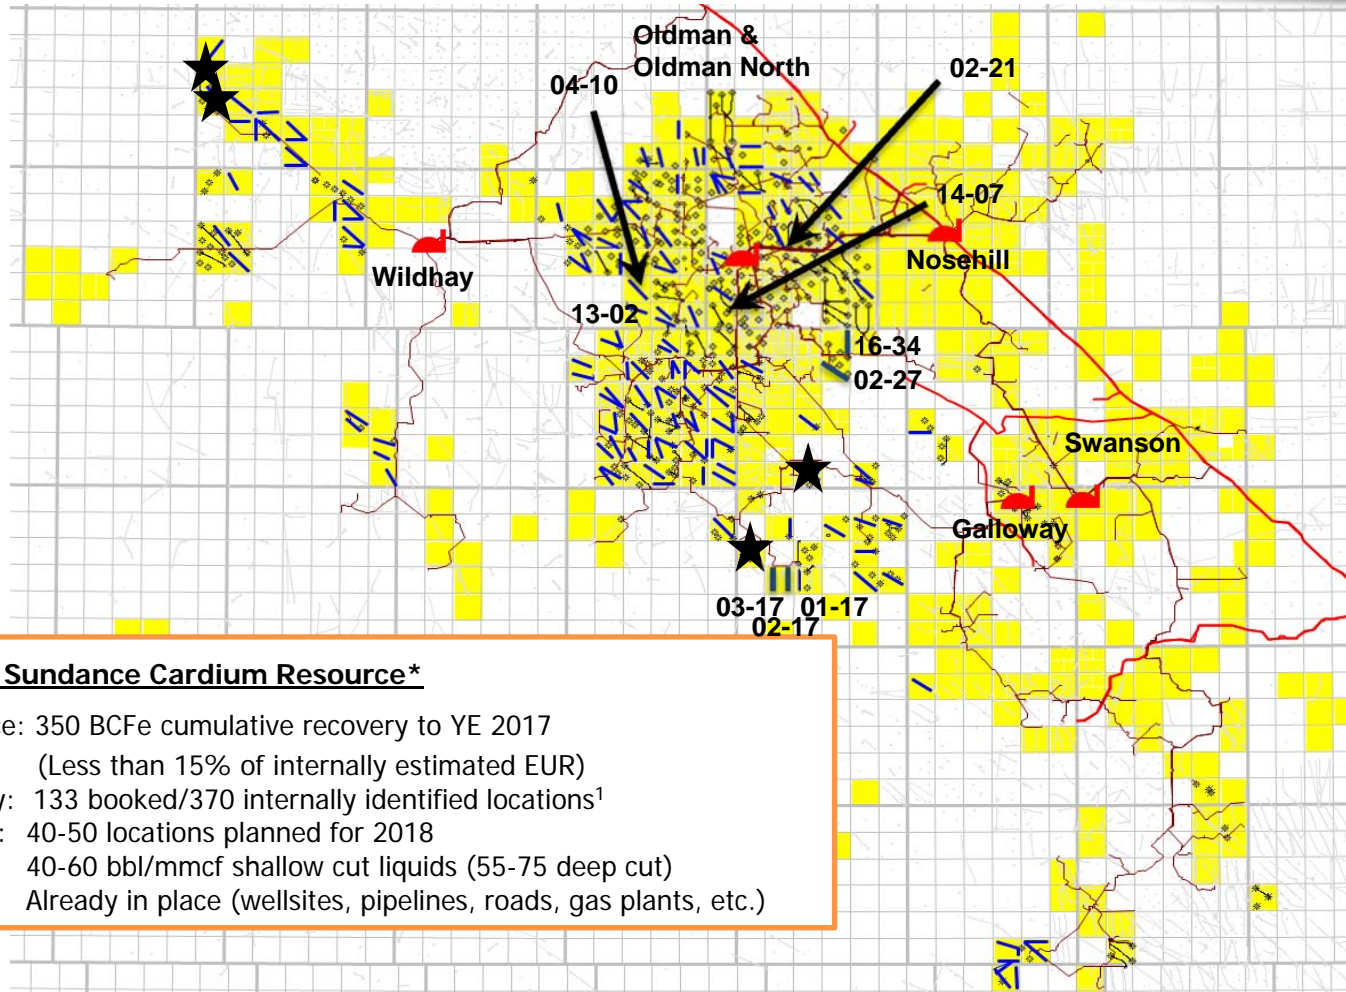 Oldman &
Oldman North
02-21
04-10
14-07
Nosehill
Wildhay
13-02
16-34
02-27
Swanson
Galloway
03-17 01-17
02-17
Sundance Cardium Resource*
e: 350 BCFe cumulative recovery to YE 2017
(Less than 15% of internally estimated EUR)
y: 133 booked/370 internally identified locations¹
: 40-50 locations planned for 2018
40-60 bbl/mmcf shallow cut liquids (55-75 deep cut)
Already in place (wellsites, pipelines, roads, gas plants, etc.)